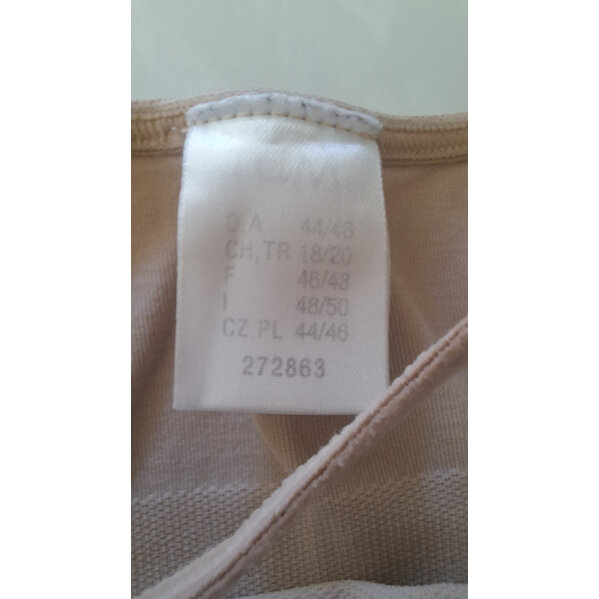 D,A 44/46
CH,TR 18/20
F 46/48
I 48/50
CZ,PL 44/46
272863